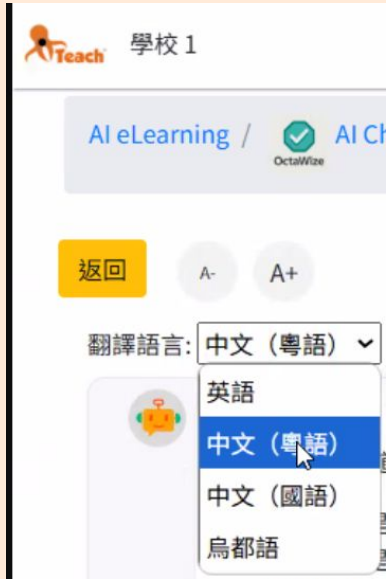 Teach 學校 1
AI eLearning / OctaWize AI
返回 A- A+
翻譯語言: 中文（粵語）
英語
中文（粵語）
中文（國語）
烏都語